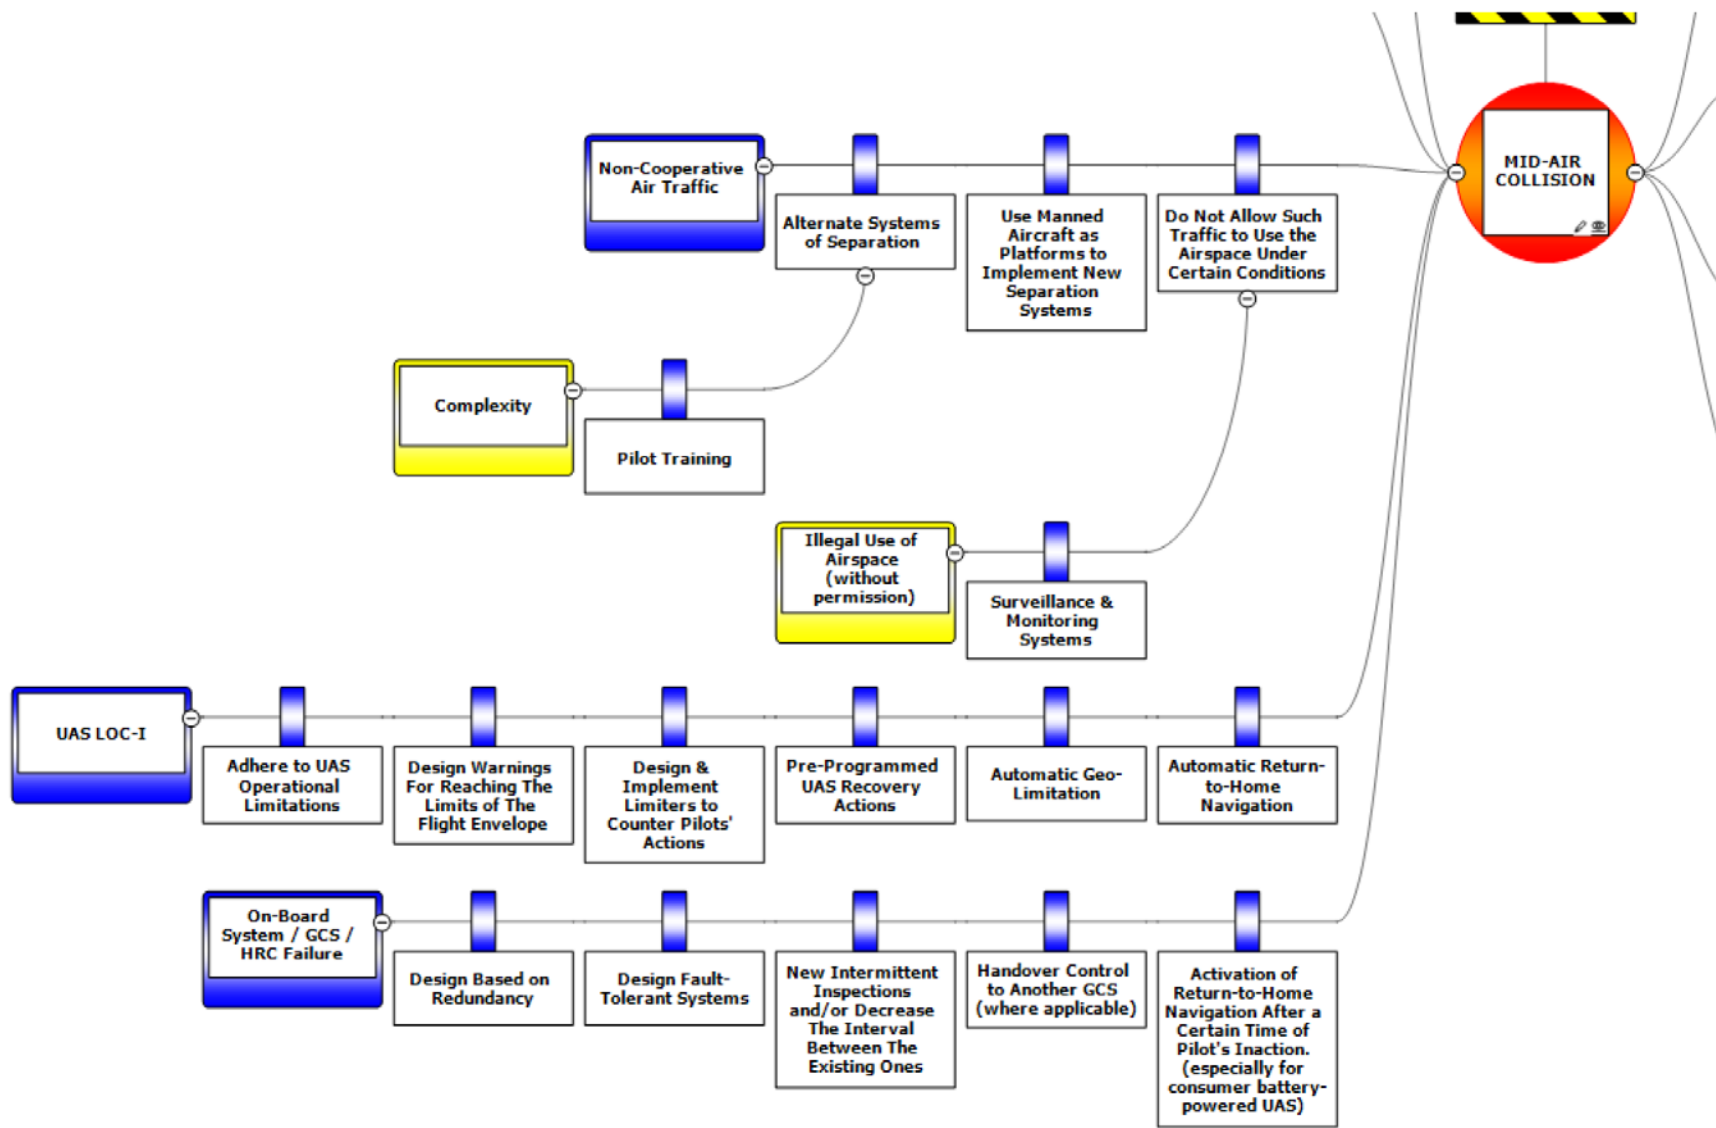 MID-AIR
COLLISION
Non-Cooperative
Air Traffic
Alternate Systems
of Separation
Use Manned
Aircraft as
Platforms to
Implement New
Separation
Systems
Do Not Allow Such
Traffic to Use the
Airspace Under
Certain Conditions
Complexity
Pilot Training
Illegal Use of
Airspace
(without
permission)
Surveillance &
Monitoring
Systems
UAS LOC-I
Adhere to UAS
Operational
Limitations
Design Warnings
For Reaching The
Limits of The
Flight Envelope
Design &
Implement
Limiters to
Counter Pilots'
Actions
Pre-Programmed
UAS Recovery
Actions
Automatic Geo-
Limitation
Automatic Return-
to-Home
Navigation
On-Board
System / GCS /
HRC Failure
Design Based on
Redundancy
Design Fault-
Tolerant Systems
New Intermittent
Inspections
and/or Decrease
The Interval
Between The
Existing Ones
Handover Control
to Another GCS
(where applicable)
Activation of
Return-to-Home
Navigation After a
Certain Time of
Pilot's Inaction.
(especially for
consumer battery-
powered UAS)